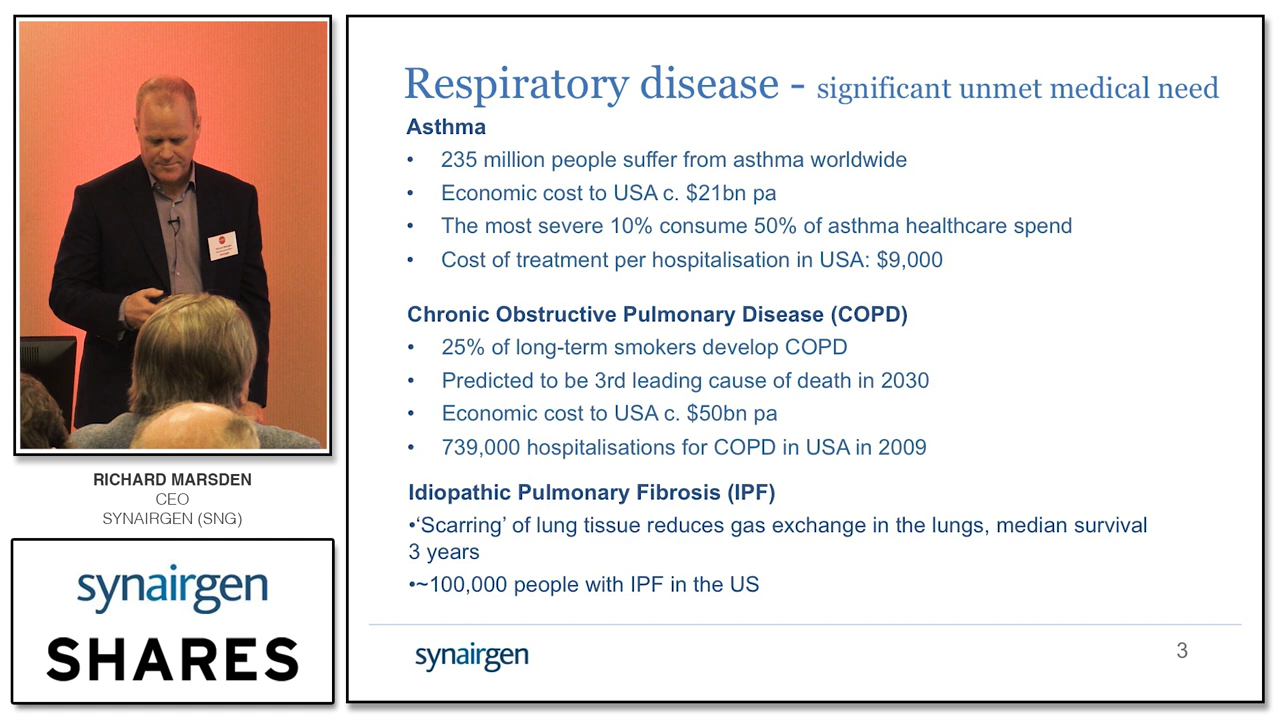 RICHARD MARSDEN
CEO
SYNAIRGEN (SNG)
synairgen
SHARES
Respiratory disease - significant unmet medical need
Asthma
• 235 million people suffer from asthma worldwide
• Economic cost to USA c. $21bn pa
• The most severe 10% consume 50% of asthma healthcare spend
• Cost of treatment per hospitalisation in USA: $9,000
Chronic Obstructive Pulmonary Disease (COPD)
• 25% of long-term smokers develop COPD
• Predicted to be 3rd leading cause of death in 2030
• Economic cost to USA c. $50bn pa
• 739,000 hospitalisations for COPD in USA in 2009
Idiopathic Pulmonary Fibrosis (IPF)
•‘Scarring’ of lung tissue reduces gas exchange in the lungs, median survival
3 years
•~100,000 people with IPF in the US
synairgen
3